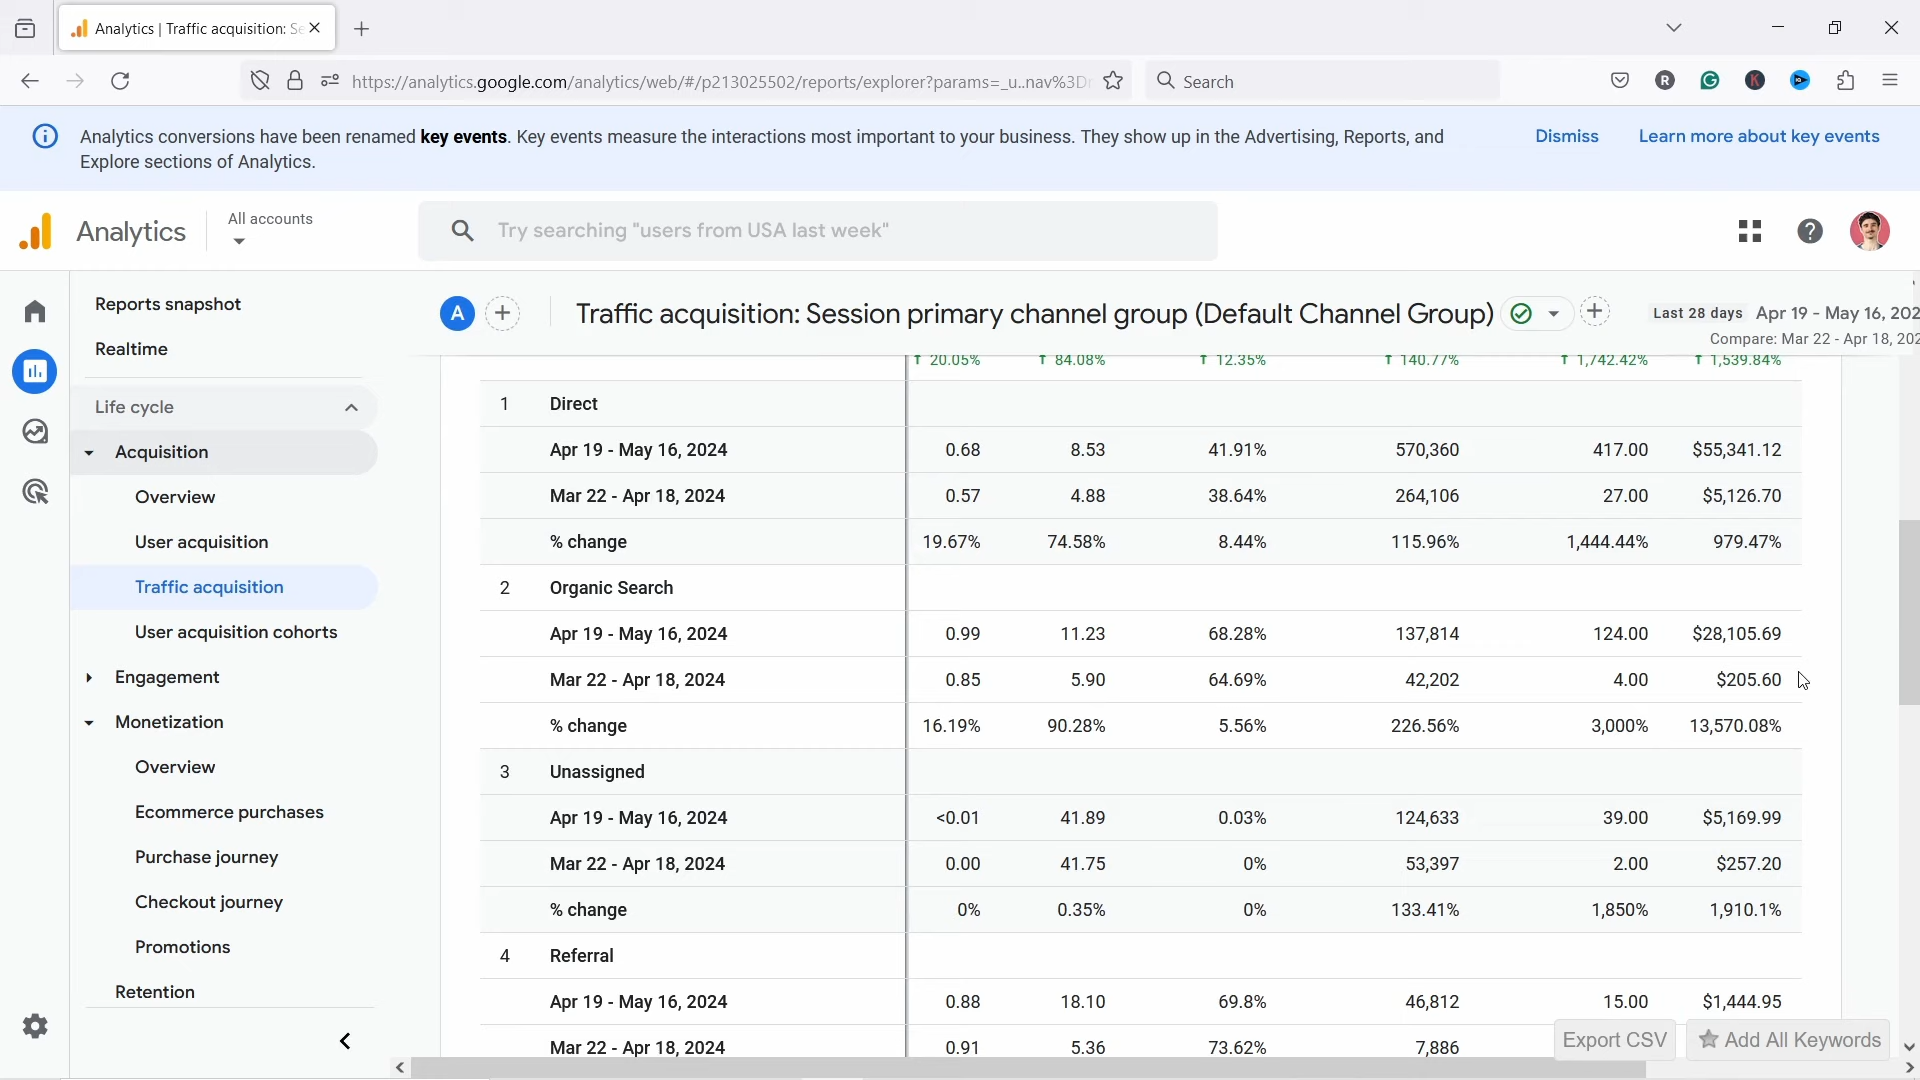 Analytics | Traffic acquisition: Se
https://analytics.google.com/analytics/web/#/p213025502/reports/explorer?params=_u..nav%3D
Search
R
G
K
Analytics conversions have been renamed key events. Key events measure the interactions most important to your business. They show up in the Advertising, Reports, and
Explore sections of Analytics.
Dismiss
Learn more about key events
Analytics
All accounts
Try searching "users from USA last week"
Reports snapshot
Realtime
Life cycle
Acquisition
Overview
User acquisition
Traffic acquisition
User acquisition cohorts
Engagement
Monetization
Overview
Ecommerce purchases
Purchase journey
Checkout journey
Promotions
Retention
A
Traffic acquisition: Session primary channel group (Default Channel Group)
Last 28 days Apr 19 - May 16, 202
Compare: Mar 22 - Apr 18, 202
↑ 20.05% ↑ 84.08% ↑ 12.35% ↑ 140.77% ↑ 1,742.42% ↑ 1,539.84%
1 Direct
Apr 19 - May 16, 2024 0.68 8.53 41.91% 570,360 417.00 $55,341.12
Mar 22 - Apr 18, 2024 0.57 4.88 38.64% 264,106 27.00 $5,126.70
% change 19.67% 74.58% 8.44% 115.96% 1,444.44% 979.47%
2 Organic Search
Apr 19 - May 16, 2024 0.99 11.23 68.28% 137,814 124.00 $28,105.69
Mar 22 - Apr 18, 2024 0.85 5.90 64.69% 42,202 4.00 $205.60
% change 16.19% 90.28% 5.56% 226.56% 3,000% 13,570.08%
3 Unassigned
Apr 19 - May 16, 2024 <0.01 41.89 0.03% 124,633 39.00 $5,169.99
Mar 22 - Apr 18, 2024 0.00 41.75 0% 53,397 2.00 $257.20
% change 0% 0.35% 0% 133.41% 1,850% 1,910.1%
4 Referral
Apr 19 - May 16, 2024 0.88 18.10 69.8% 46,812 15.00 $1,444.95
Mar 22 - Apr 18, 2024 0.91 5.36 73.62% 7,886
Export CSV
Add All Keywords